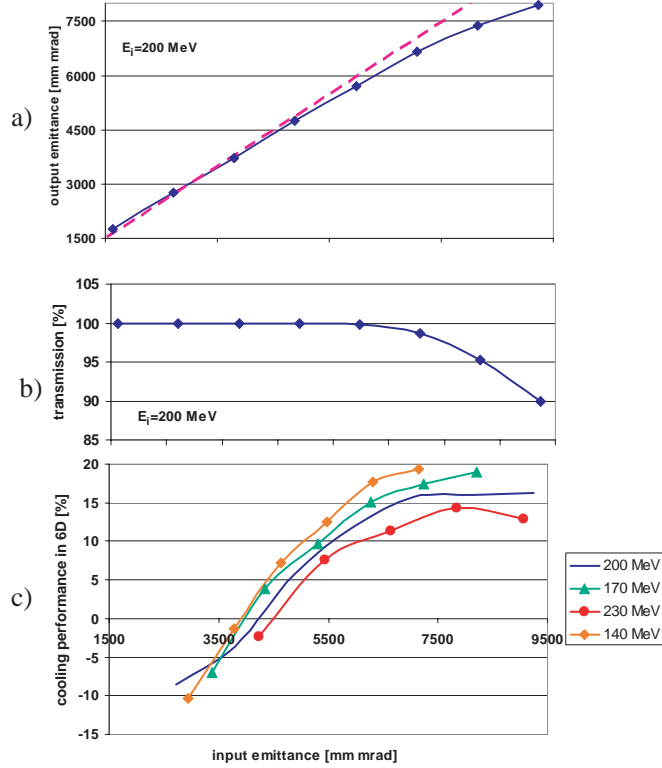 7500
6000
4500
3000
1500
output emittance [mm mrad]
E_i=200 MeV
a)
105
100
95
90
85
transmission [%]
E_i=200 MeV
b)
20
15
10
5
0
-5
-10
-15
cooling performance in 6D [%]
c)
1500 3500 5500 7500 9500
input emittance [mm mrad]
200 MeV
170 MeV
230 MeV
140 MeV